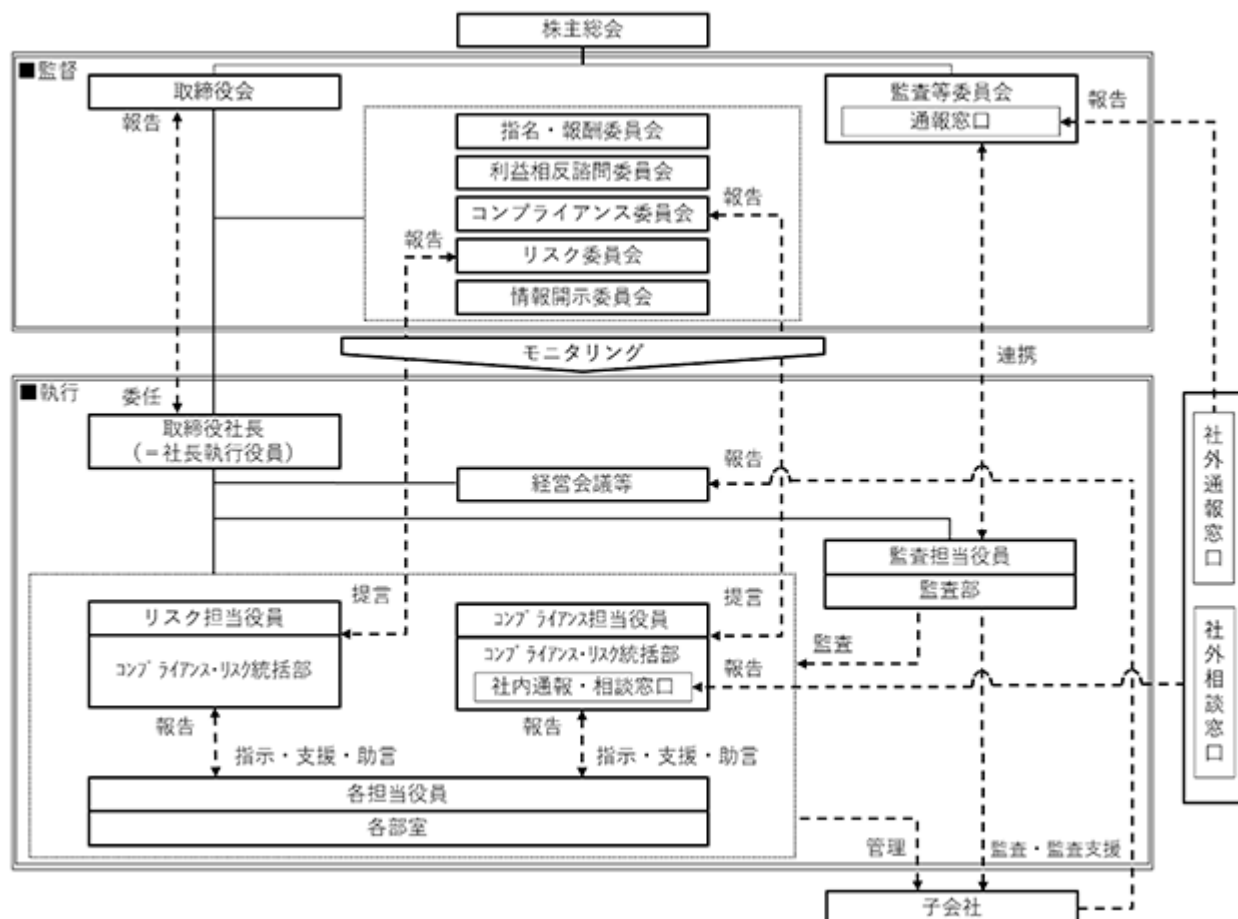 株主総会
■監督
取締役会
監査等委員会
通報窓口
報告
報告
指名・報酬委員会
利益相反諮問委員会
コンプライアンス委員会
報告
リスク委員会
報告
情報開示委員会
モニタリング
連携
■執行
委任
取締役社長
(=社長執行役員)
経営会議等
報告
社外通報窓口
監査担当役員
監査部
提言
提言
リスク担当役員
コンプライアンス・リスク統括部
コンプライアンス担当役員
コンプライアンス・リスク統括部
社内通報・相談窓口
監査
報告
社外相談窓口
報告
指示・支援・助言
報告
指示・支援・助言
各担当役員
各部室
管理
監査・監査支援
子会社